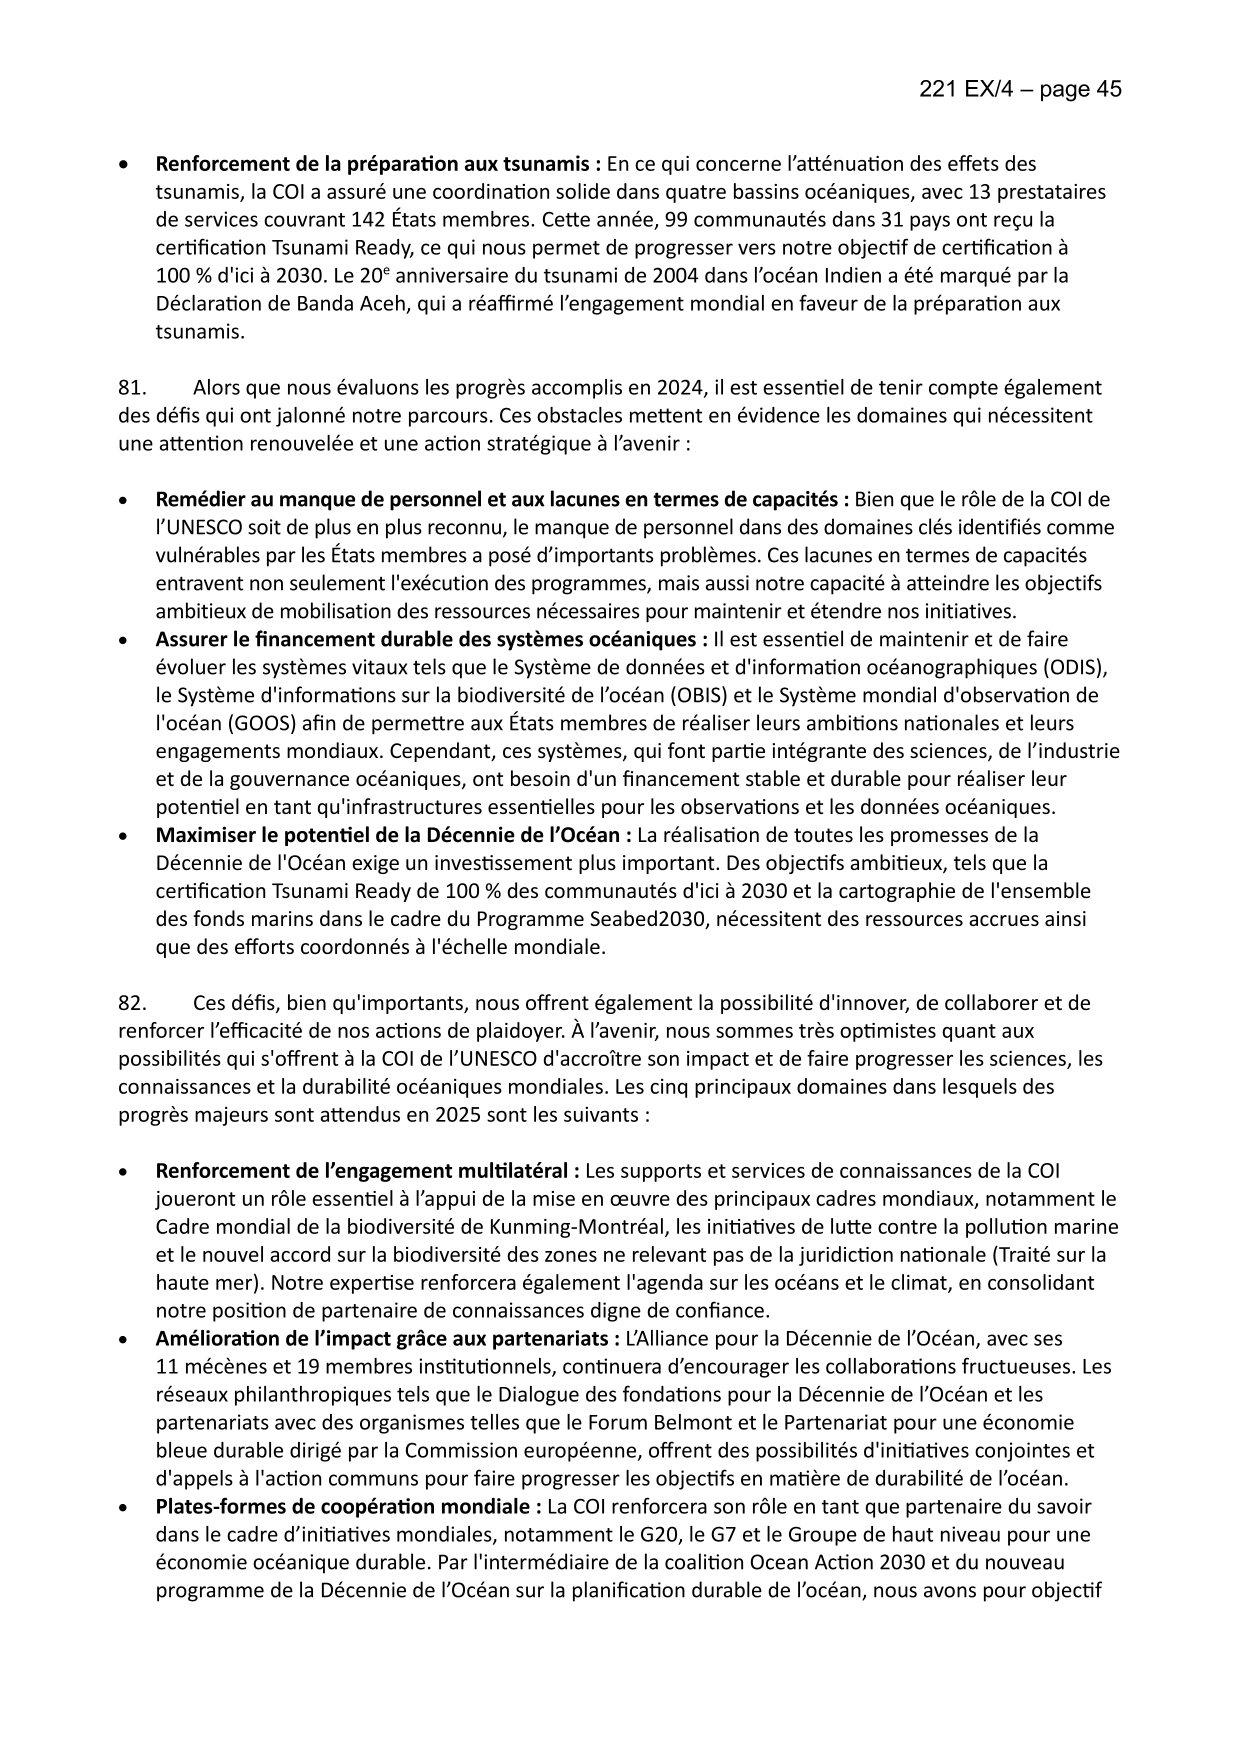 221 EX/4 – page 45
• Renforcement de la préparation aux tsunamis : En ce qui concerne l’atténuation des effets des
tsunamis, la COI a assuré une coordination solide dans quatre bassins océaniques, avec 13 prestataires
de services couvrant 142 États membres. Cette année, 99 communautés dans 31 pays ont reçu la
certification Tsunami Ready, ce qui nous permet de progresser vers notre objectif de certification à
100 % d'ici à 2030. Le 20e anniversaire du tsunami de 2004 dans l’océan Indien a été marqué par la
Déclaration de Banda Aceh, qui a réaffirmé l’engagement mondial en faveur de la préparation aux
tsunamis.
81. Alors que nous évaluons les progrès accomplis en 2024, il est essentiel de tenir compte également
des défis qui ont jalonné notre parcours. Ces obstacles mettent en évidence les domaines qui nécessitent
une attention renouvelée et une action stratégique à l’avenir :
• Remédier au manque de personnel et aux lacunes en termes de capacités : Bien que le rôle de la COI de
l’UNESCO soit de plus en plus reconnu, le manque de personnel dans des domaines clés identifiés comme
vulnérables par les États membres a posé d’importants problèmes. Ces lacunes en termes de capacités
entravent non seulement l'exécution des programmes, mais aussi notre capacité à atteindre les objectifs
ambitieux de mobilisation des ressources nécessaires pour maintenir et étendre nos initiatives.
• Assurer le financement durable des systèmes océaniques : Il est essentiel de maintenir et de faire
évoluer les systèmes vitaux tels que le Système de données et d'information océanographiques (ODIS),
le Système d'informations sur la biodiversité de l’océan (OBIS) et le Système mondial d'observation de
l'océan (GOOS) afin de permettre aux États membres de réaliser leurs ambitions nationales et leurs
engagements mondiaux. Cependant, ces systèmes, qui font partie intégrante des sciences, de l’industrie
et de la gouvernance océaniques, ont besoin d'un financement stable et durable pour réaliser leur
potentiel en tant qu'infrastructures essentielles pour les observations et les données océaniques.
• Maximiser le potentiel de la Décennie de l’Océan : La réalisation de toutes les promesses de la
Décennie de l'Océan exige un investissement plus important. Des objectifs ambitieux, tels que la
certification Tsunami Ready de 100 % des communautés d'ici à 2030 et la cartographie de l'ensemble
des fonds marins dans le cadre du Programme Seabed2030, nécessitent des ressources accrues ainsi
que des efforts coordonnés à l'échelle mondiale.
82. Ces défis, bien qu'importants, nous offrent également la possibilité d'innover, de collaborer et de
renforcer l’efficacité de nos actions de plaidoyer. À l’avenir, nous sommes très optimistes quant aux
possibilités qui s'offrent à la COI de l’UNESCO d'accroître son impact et de faire progresser les sciences, les
connaissances et la durabilité océaniques mondiales. Les cinq principaux domaines dans lesquels des
progrès majeurs sont attendus en 2025 sont les suivants :
• Renforcement de l’engagement multilatéral : Les supports et services de connaissances de la COI
joueront un rôle essentiel à l’appui de la mise en œuvre des principaux cadres mondiaux, notamment le
Cadre mondial de la biodiversité de Kunming-Montréal, les initiatives de lutte contre la pollution marine
et le nouvel accord sur la biodiversité des zones ne relevant pas de la juridiction nationale (Traité sur la
haute mer). Notre expertise renforcera également l'agenda sur les océans et le climat, en consolidant
notre position de partenaire de connaissances digne de confiance.
• Amélioration de l’impact grâce aux partenariats : L’Alliance pour la Décennie de l’Océan, avec ses
11 mécènes et 19 membres institutionnels, continuera d’encourager les collaborations fructueuses. Les
réseaux philanthropiques tels que le Dialogue des fondations pour la Décennie de l’Océan et les
partenariats avec des organismes telles que le Forum Belmont et le Partenariat pour une économie
bleue durable dirigé par la Commission européenne, offrent des possibilités d'initiatives conjointes et
d'appels à l'action communs pour faire progresser les objectifs en matière de durabilité de l’océan.
• Plates-formes de coopération mondiale : La COI renforcera son rôle en tant que partenaire du savoir
dans le cadre d’initiatives mondiales, notamment le G20, le G7 et le Groupe de haut niveau pour une
économie océanique durable. Par l'intermédiaire de la coalition Ocean Action 2030 et du nouveau
programme de la Décennie de l’Océan sur la planification durable de l’océan, nous avons pour objectif